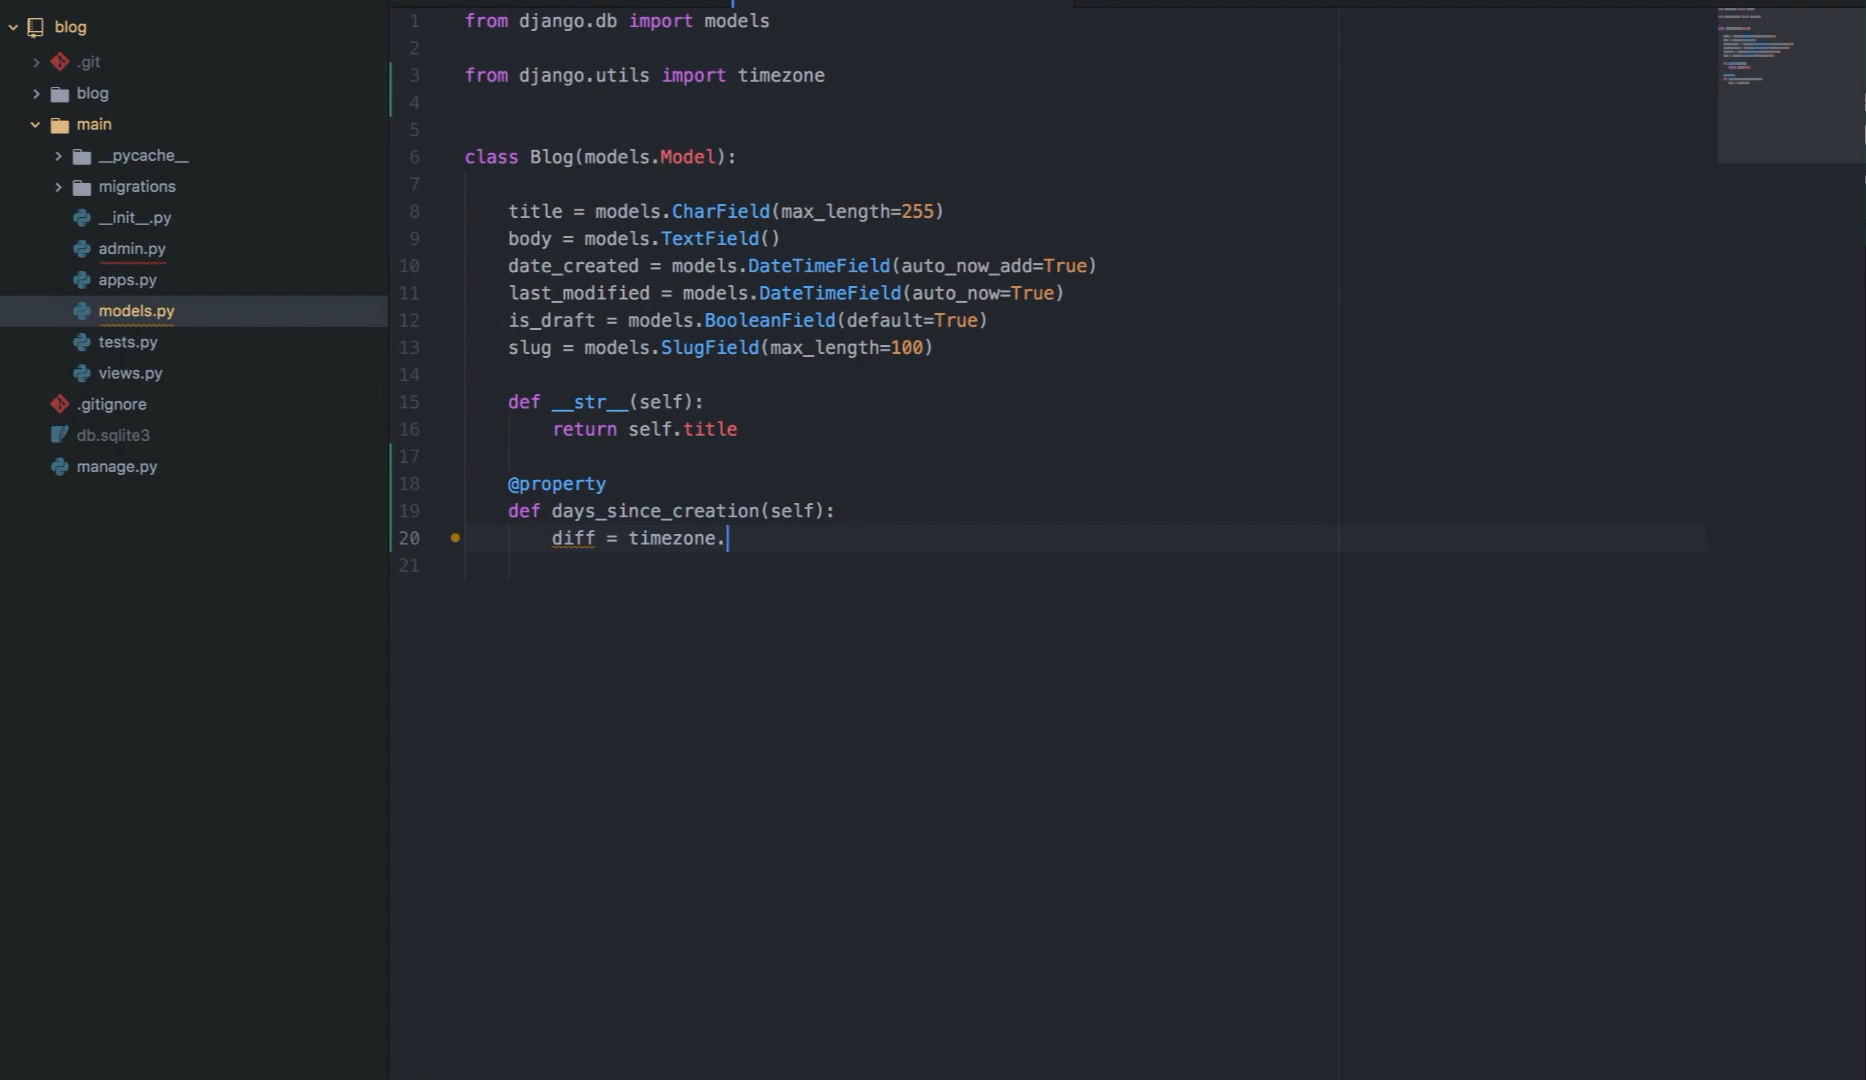 blog
.git
blog
main
__pycache__
migrations
__init__.py
admin.py
apps.py
models.py
tests.py
views.py
.gitignore
db.sqlite3
manage.py
1 from django.db import models
2
3 from django.utils import timezone
4
5
6 class Blog(models.Model):
7
8 title = models.CharField(max_length=255)
9 body = models.TextField()
10 date_created = models.DateTimeField(auto_now_add=True)
11 last_modified = models.DateTimeField(auto_now=True)
12 is_draft = models.BooleanField(default=True)
13 slug = models.SlugField(max_length=100)
14
15 def __str__(self):
16 return self.title
17
18 @property
19 def days_since_creation(self):
20 diff = timezone.
21